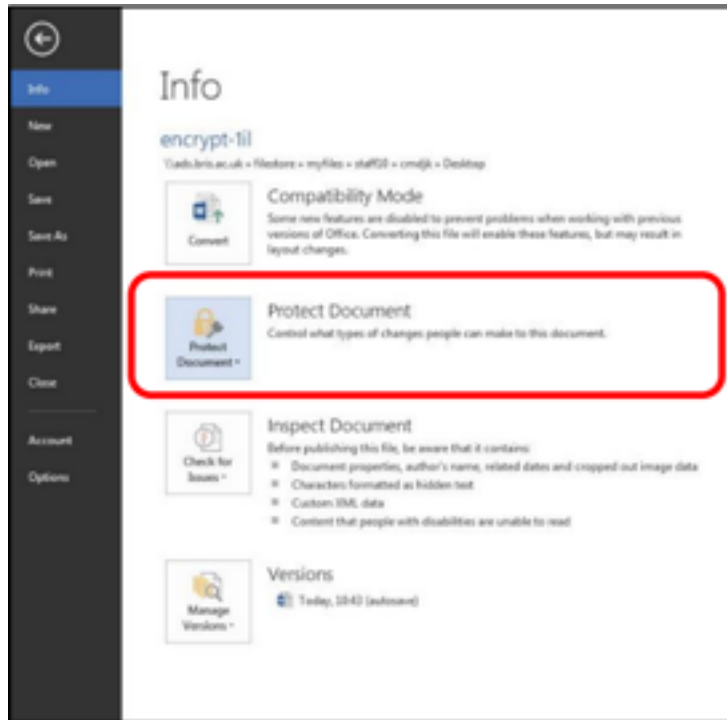 Info
New
Open
Save
Save As
Print
Share
Export
Close
Account
Options
Info
encrypt-1il
\\ads.bris.ac.uk » filestore » myfiles » staff10 » cmdjk » Desktop
Convert
Compatibility Mode
Some new features are disabled to prevent problems when working with previous
versions of Office. Converting this file will enable these features, but may result in
layout changes.
Protect
Document
Protect Document
Control what types of changes people can make to this document.
Check for
Issues
Inspect Document
Before publishing this file, be aware that it contains:
Document properties, author's name, related dates and cropped out image data
Characters formatted as hidden text
Custom XML data
Content that people with disabilities are unable to read
Manage
Versions
Versions
Today, 10:43 (autosave)